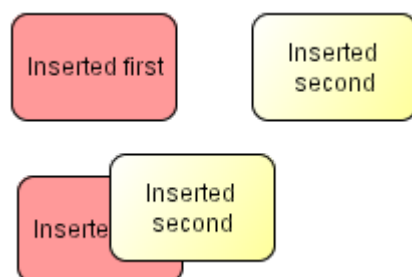 Inserted first
Inserted
second
Inserte
Inserted
second